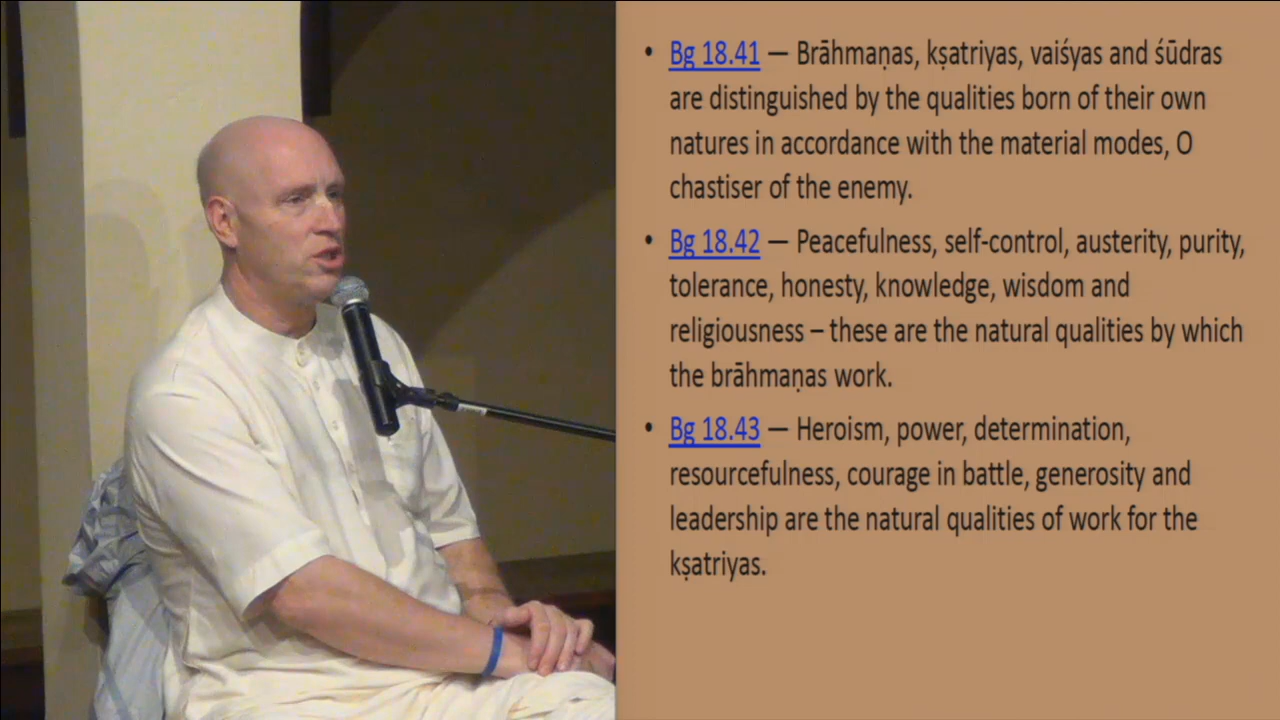 • Bg 18.41 — Brāhmaṇas, kṣatriyas, vaiśyas and śūdras
are distinguished by the qualities born of their own
natures in accordance with the material modes, O
chastiser of the enemy.
• Bg 18.42 — Peacefulness, self-control, austerity, purity,
tolerance, honesty, knowledge, wisdom and
religiousness – these are the natural qualities by which
the brāhmaṇas work.
• Bg 18.43 — Heroism, power, determination,
resourcefulness, courage in battle, generosity and
leadership are the natural qualities of work for the
kṣatriyas.